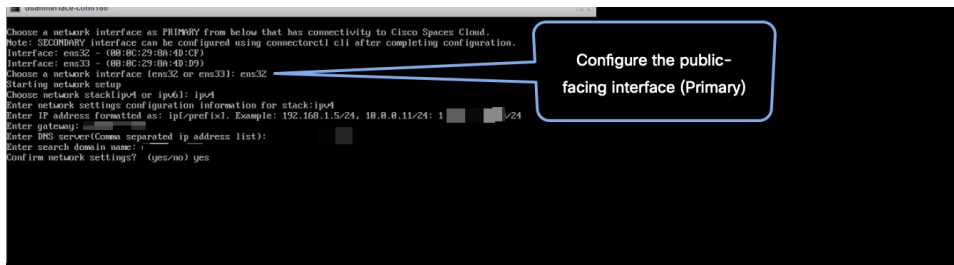 dualinterface-conn180
Choose a network interface as PRIMARY from below that has connectivity to Cisco Spaces Cloud.
Note: SECONDARY interface can be configured using connectorctl cli after completing configuration.
Interface: ens32 - (00:0C:29:8A:4D:CF)
Interface: ens33 - (00:0C:29:8A:4D:D9)
Choose a network interface [ens32 or ens33]: ens32
Starting network setup
Choose network stack[ipv4 or ipv6]: ipv4
Enter network settings configuration information for stack:ipv4
Enter IP address formatted as: ip[/prefix]. Example: 192.168.1.5/24, 10.0.0.11/24: 1 /24
Enter gateway:
Enter DNS server(Comma separated ip address list):
Enter search domain name:
Confirm network settings? (yes/no) yes
Configure the public-
facing interface (Primary)